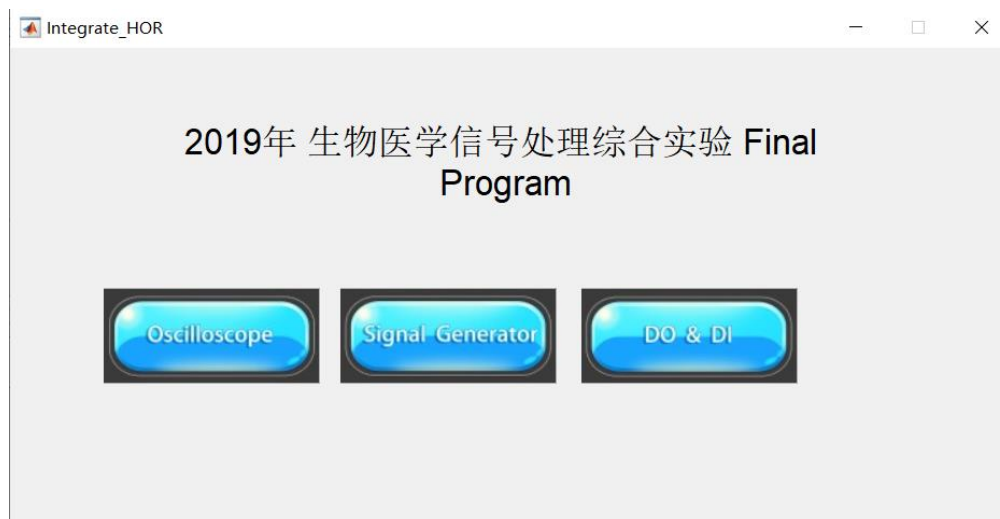 Integrate_HOR
2019年 生物医学信号处理综合实验 Final
Program
Oscilloscope
Signal Generator
DO & DI